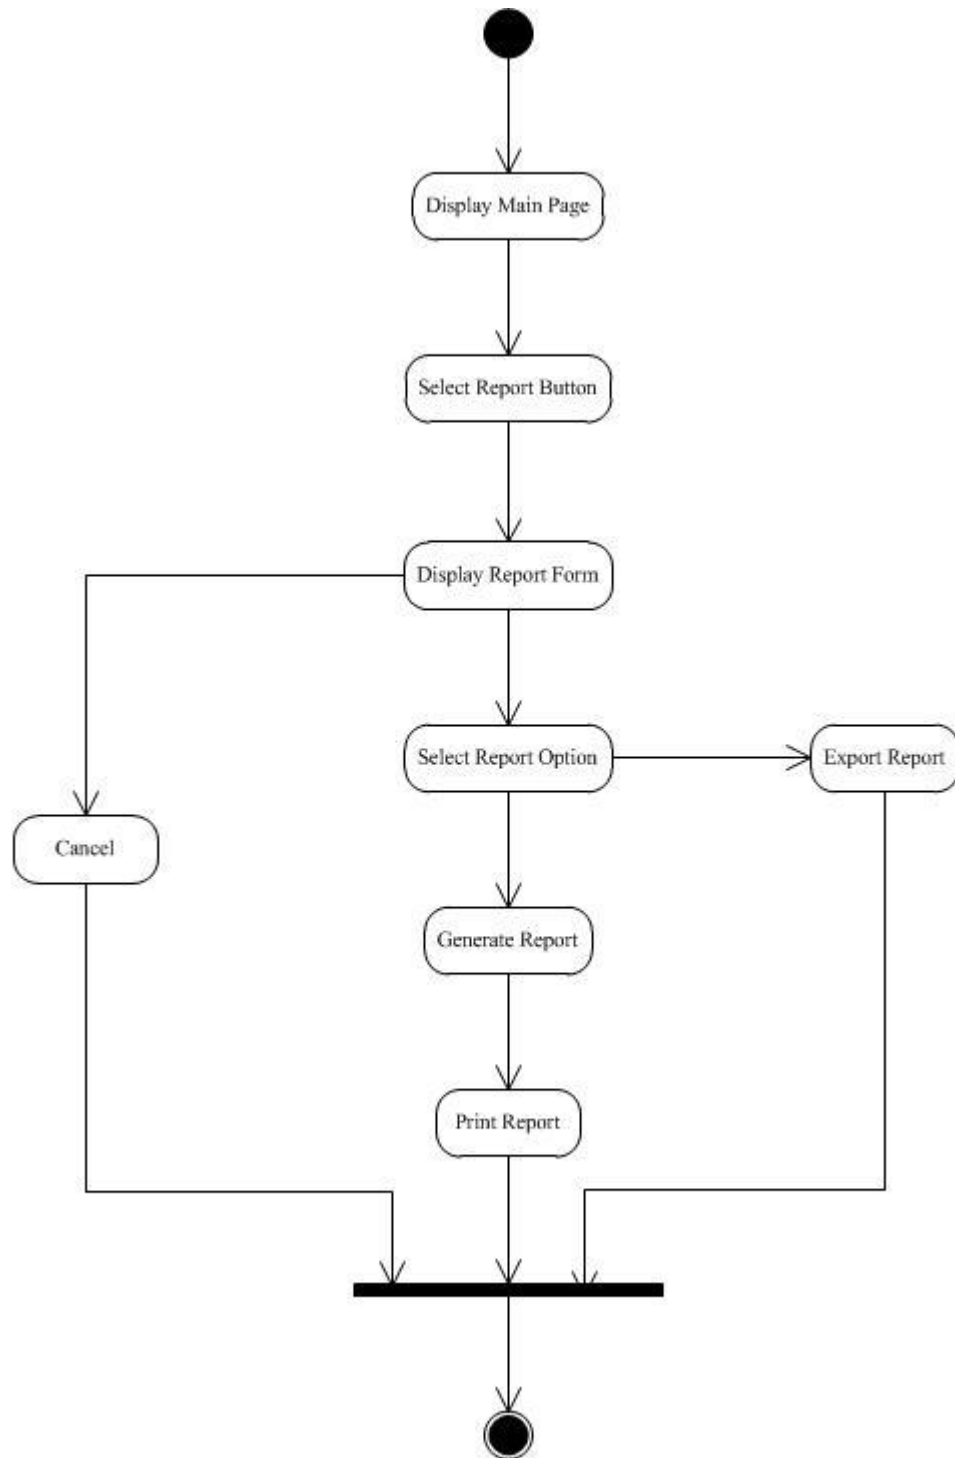 Display Main Page
Select Report Button
Display Report Form
Select Report Option
Export Report
Cancel
Generate Report
Print Report